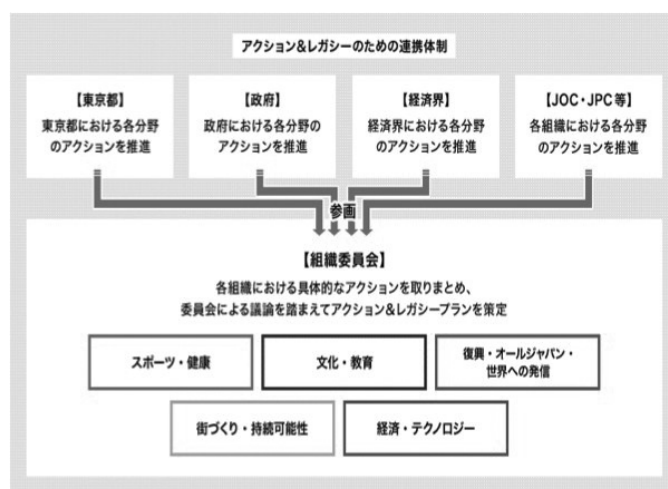 アクション&レガシーのための連携体制
【東京都】
東京都における各分野
のアクションを推進
【政府】
政府における各分野の
アクションを推進
【経済界】
経済界における各分野
のアクションを推進
【JOC・JPC等】
各組織における各分野
のアクションを推進
参画
【組織委員会】
各組織における具体的なアクションを取りまとめ、
委員会による議論を踏まえてアクション&レガシープランを策定
スポーツ・健康
文化・教育
復興・オールジャパン・
世界への発信
街づくり・持続可能性
経済・テクノロジー